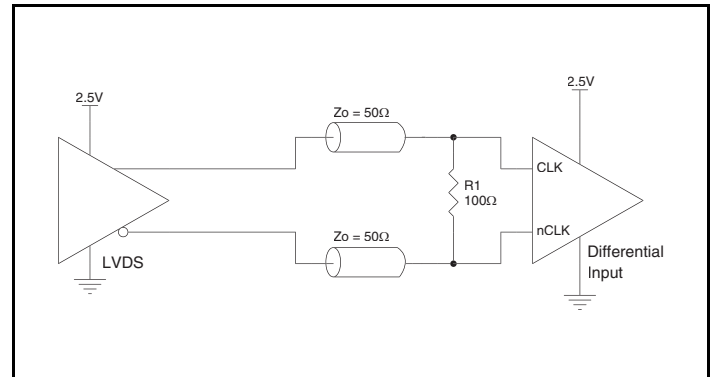 2.5V
LVDS
Zo = 50Ω
Zo = 50Ω
R1
100Ω
2.5V
CLK
nCLK
Differential
Input